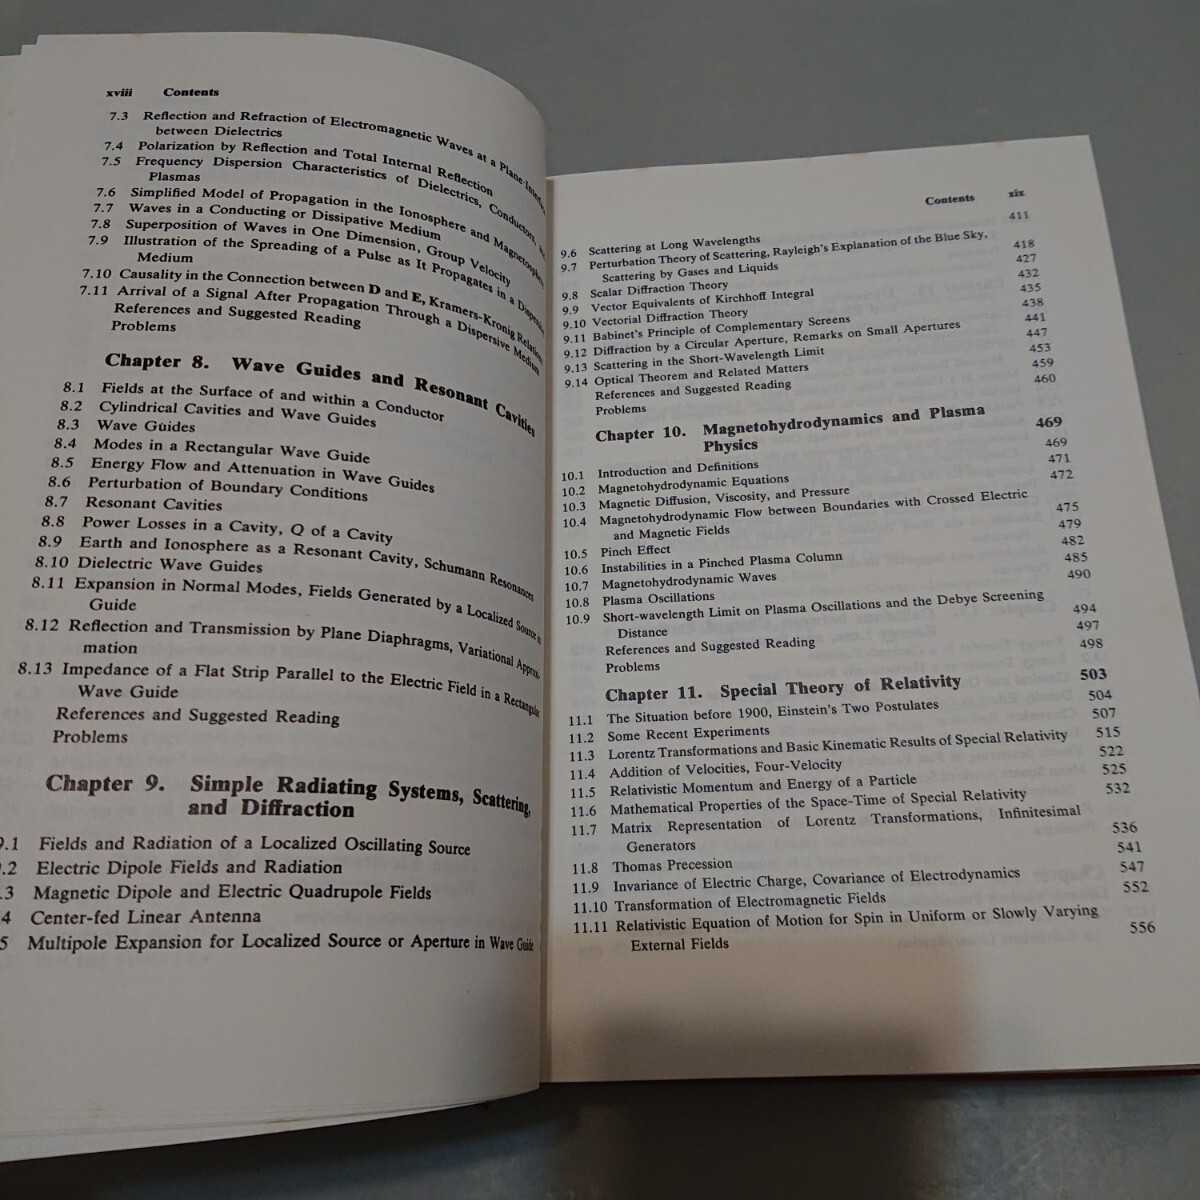 xviii Contents
7.3 Reflection and Refraction of Electromagnetic Waves at a Plane
between Dielectrics
7.4 Polarization by Reflection and Total Internal Reflection
7.5 Frequency Dispersion Characteristics of Dielectrics, Conductors,
Plasmas
7.6 Simplified Model of Propagation in the Ionosphere and
7.7 Waves in a Conducting or Dissipative Medium
7.8 Superposition of Waves in One Dimension, Group Velocity
7.9 Illustration of the Spreading of a Pulse as It Propagates in a
Medium
7.10 Causality in the Connection between D and E, Kramers-Kronig
7.11 Arrival of a Signal After Propagation Through a Dispersive Medium
References and Suggested Reading
Problems
Chapter 8. Wave Guides and Resonant Cavities
8.1 Fields at the Surface of and within a Conductor
8.2 Cylindrical Cavities and Wave Guides
8.3 Wave Guides
8.4 Modes in a Rectangular Wave Guide
8.5 Energy Flow and Attenuation in Wave Guides
8.6 Perturbation of Boundary Conditions
8.7 Resonant Cavities
8.8 Power Losses in a Cavity, Q of a Cavity
8.9 Earth and Ionosphere as a Resonant Cavity, Schumann Resonances
8.10 Dielectric Wave Guides
8.11 Expansion in Normal Modes, Fields Generated by a Localized Source in
Guide
8.12 Reflection and Transmission by Plane Diaphragms, Variational Approxi-
mation
8.13 Impedance of a Flat Strip Parallel to the Electric Field in a Rectangular
Wave Guide
References and Suggested Reading
Problems
Chapter 9. Simple Radiating Systems, Scattering,
and Diffraction
9.1 Fields and Radiation of a Localized Oscillating Source
.2 Electric Dipole Fields and Radiation
.3 Magnetic Dipole and Electric Quadrupole Fields
4 Center-fed Linear Antenna
5 Multipole Expansion for Localized Source or Aperture in Wave Guide
Contents xix
9.6 Scattering at Long Wavelengths 411
9.7 Perturbation Theory of Scattering, Rayleigh's Explanation of the Blue Sky,
Scattering by Gases and Liquids 418
9.8 Scalar Diffraction Theory 427
9.9 Vector Equivalents of Kirchhoff Integral 432
9.10 Vectorial Diffraction Theory 435
9.11 Babinet's Principle of Complementary Screens 438
9.12 Diffraction by a Circular Aperture, Remarks on Small Apertures 441
9.13 Scattering in the Short-Wavelength Limit 447
9.14 Optical Theorem and Related Matters 453
References and Suggested Reading 459
Problems 460
Chapter 10. Magnetohydrodynamics and Plasma
Physics 469
10.1 Introduction and Definitions 469
10.2 Magnetohydrodynamic Equations 471
10.3 Magnetic Diffusion, Viscosity, and Pressure 472
10.4 Magnetohydrodynamic Flow between Boundaries with Crossed Electric
and Magnetic Fields 475
10.5 Pinch Effect 479
10.6 Instabilities in a Pinched Plasma Column 482
10.7 Magnetohydrodynamic Waves 485
10.8 Plasma Oscillations 490
10.9 Short-wavelength Limit on Plasma Oscillations and the Debye Screening
Distance 494
References and Suggested Reading 497
Problems 498
Chapter 11. Special Theory of Relativity 503
11.1 The Situation before 1900, Einstein's Two Postulates 504
11.2 Some Recent Experiments 507
11.3 Lorentz Transformations and Basic Kinematic Results of Special Relativity 515
11.4 Addition of Velocities, Four-Velocity 522
11.5 Relativistic Momentum and Energy of a Particle 525
11.6 Mathematical Properties of the Space-Time of Special Relativity 532
11.7 Matrix Representation of Lorentz Transformations, Infinitesimal
Generators 536
11.8 Thomas Precession 541
11.9 Invariance of Electric Charge, Covariance of Electrodynamics 547
11.10 Transformation of Electromagnetic Fields 552
11.11 Relativistic Equation of Motion for Spin in Uniform or Slowly Varying
External Fields 556